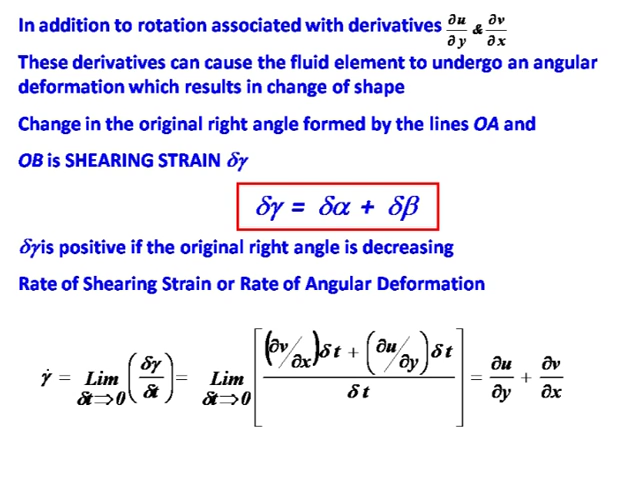 In addition to rotation associated with derivatives ∂u/∂y & ∂v/∂x
These derivatives can cause the fluid element to undergo an angular
deformation which results in change of shape
Change in the original right angle formed by the lines OA and
OB is SHEARING STRAIN δγ
δγ = δα + δβ
δγ is positive if the original right angle is decreasing
Rate of Shearing Strain or Rate of Angular Deformation
γ̇ = Lim δt⇒0 (δγ/δt) = Lim δt⇒0 [((∂v/∂x)δt + (∂u/∂y)δt)/δt] = ∂u/∂y + ∂v/∂x